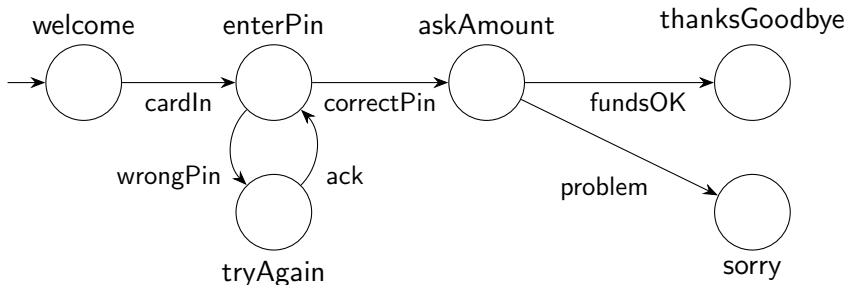 welcome
enterPin
askAmount
thanksGoodbye
cardIn
correctPin
fundsOK
wrongPin
ack
problem
tryAgain
sorry